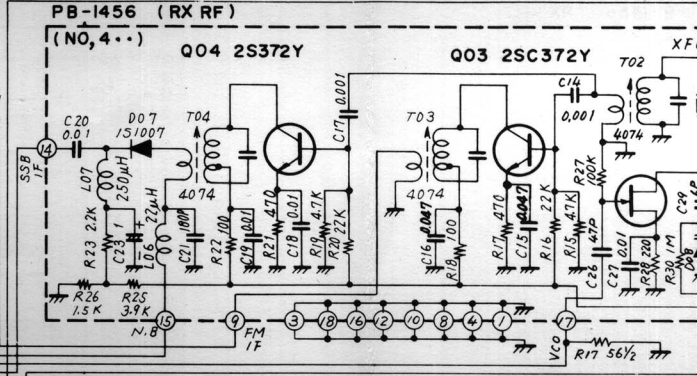 PB-1456 (RX RF)
(NO, 4··)
Q04 2S372Y
Q03 2SC372Y
XF
T02
C20
0.01
D07
1S1007
T04
C17 0.001
T03
C14
0,001
4074
14
SSB
IF
L07
250μH
4074
4074
R27
100K
22μH
L06
R23 2.2K
C23 1
+
C21 180P
R22 100
C19 0.01
R21 470
C18 0.01
R19 4.7K
R20 22K
C16 0.047
R18 100
R17 470
C15 0.047
R16 22K
R15 4.7K
C26 47P
C27 0.01
R28 220
R30 1M
C29
R26
1.5K
R25
3.9K
15
N.B
9
FM
IF
3
18
16
12
10
8
4
1
17
VCO
R17 56½